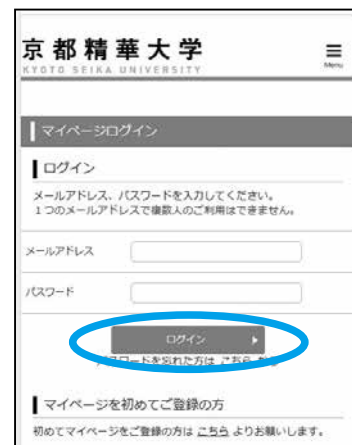 京都精華大学
KYOTO SEIKA UNIVERSITY
Menu
マイページログイン
ログイン
メールアドレス、パスワードを入力してください。
1つのメールアドレスで複数人のご利用はできません。
メールアドレス
パスワード
ログイン
パスワードを忘れた方は こちら から
マイページを初めてご登録の方
初めてマイページをご登録の方は こちら よりお願いします。